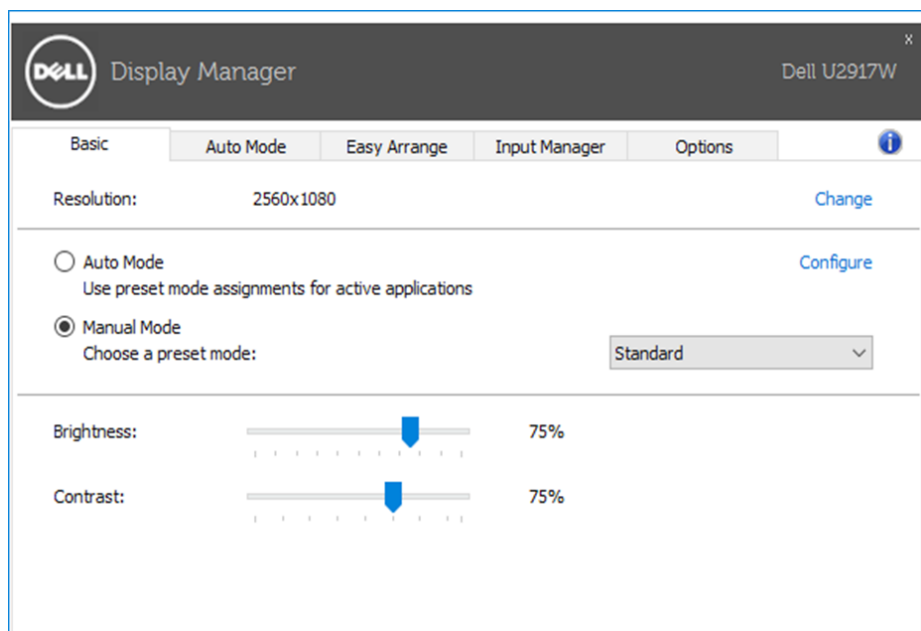 x
DELL Display Manager Dell U2917W
Basic Auto Mode Easy Arrange Input Manager Options i
Resolution: 2560x1080 Change
Auto Mode Configure
Use preset mode assignments for active applications
Manual Mode
Choose a preset mode: Standard
Brightness: 75%
Contrast: 75%